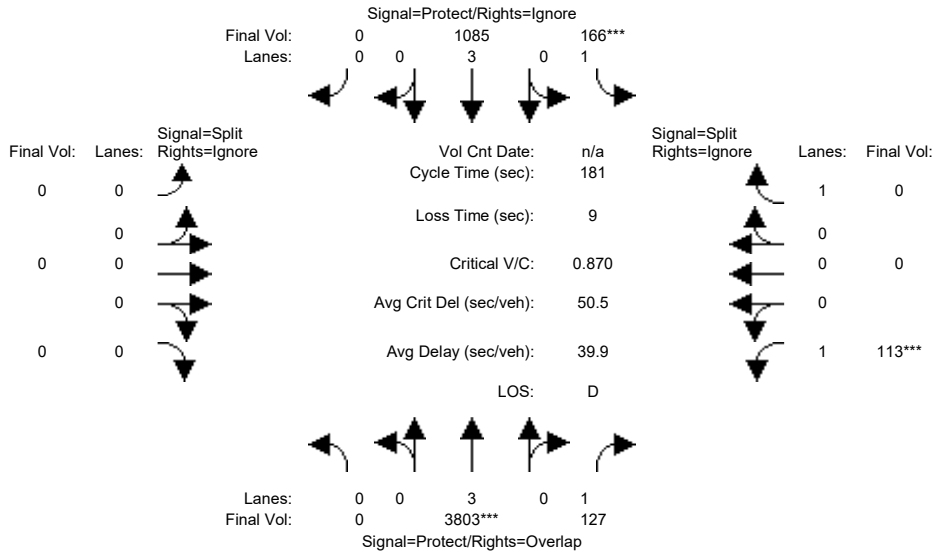 Signal=Protect/Rights=Ignore
Final Vol: 0 1085 166***
Lanes: 0 0 3 0 1
Signal=Split Signal=Split
Final Vol: Lanes: Rights=Ignore Vol Cnt Date: n/a Rights=Ignore Lanes: Final Vol:
Cycle Time (sec): 181
0 0 1 0
Loss Time (sec): 9
0 0
0 0 Critical V/C: 0.870 0 0
0 Avg Crit Del (sec/veh): 50.5 0
0 0 Avg Delay (sec/veh): 39.9 1 113***
LOS: D
Lanes: 0 0 3 0 1
Final Vol: 0 3803*** 127
Signal=Protect/Rights=Overlap